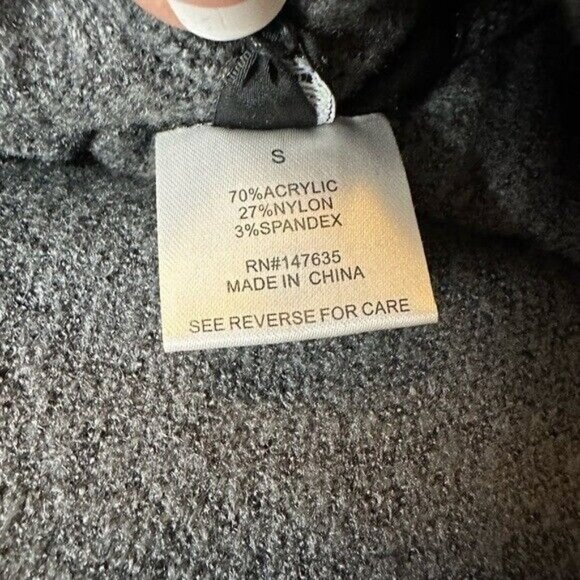 S
70%ACRYLIC
27%NYLON
3%SPANDEX
RN#147635
MADE IN CHINA
SEE REVERSE FOR CARE